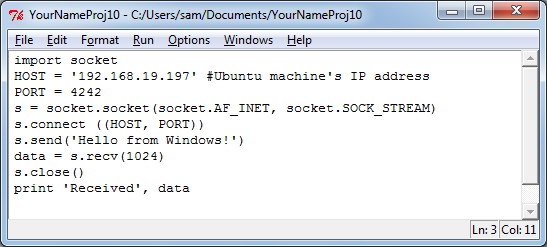 YourNameProj10 - C:/Users/sam/Documents/YourNameProj10
File Edit Format Run Options Windows Help
import socket
HOST = '192.168.19.197' #Ubuntu machine's IP address
PORT = 4242
s = socket.socket(socket.AF_INET, socket.SOCK_STREAM)
s.connect ((HOST, PORT))
s.send('Hello from Windows!')
data = s.recv(1024)
s.close()
print 'Received', data
Ln: 3 Col: 11